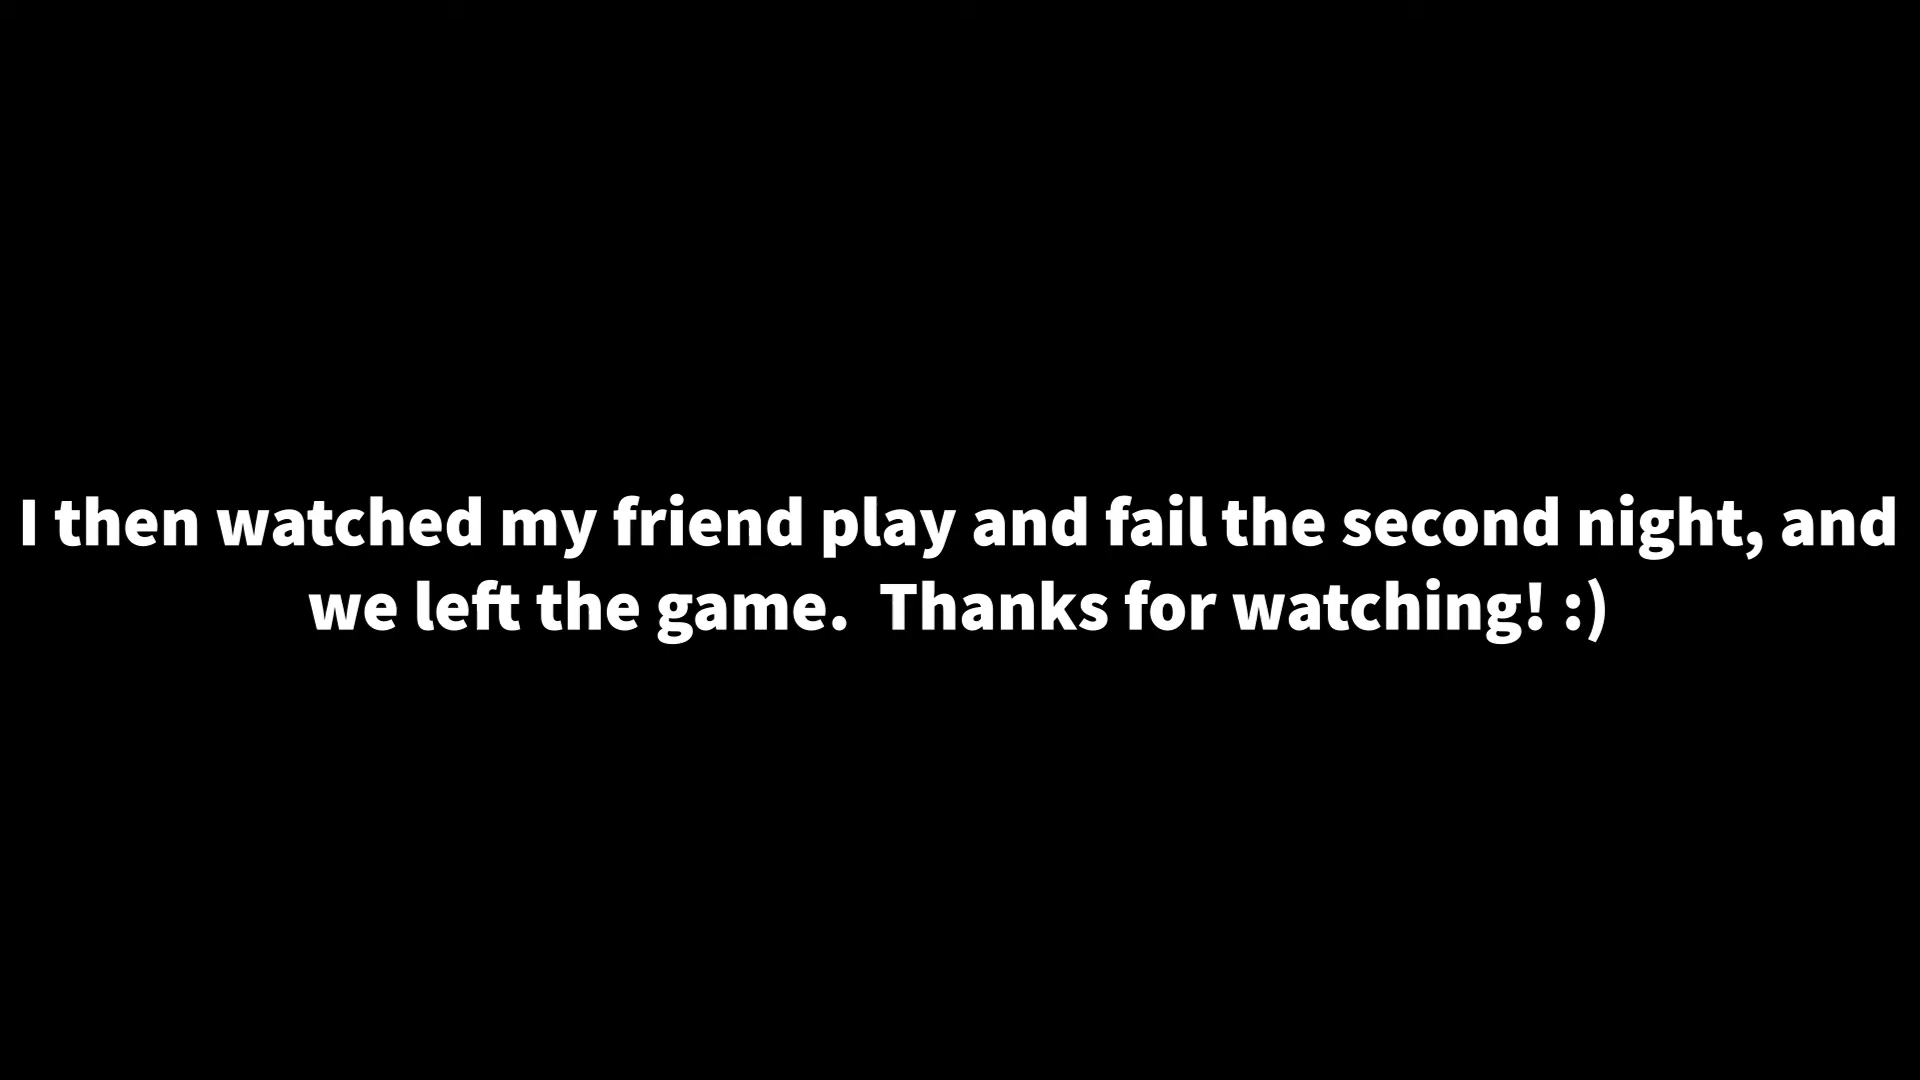 I then watched my friend play and fail the second night, and
we left the game.  Thanks for watching! :)